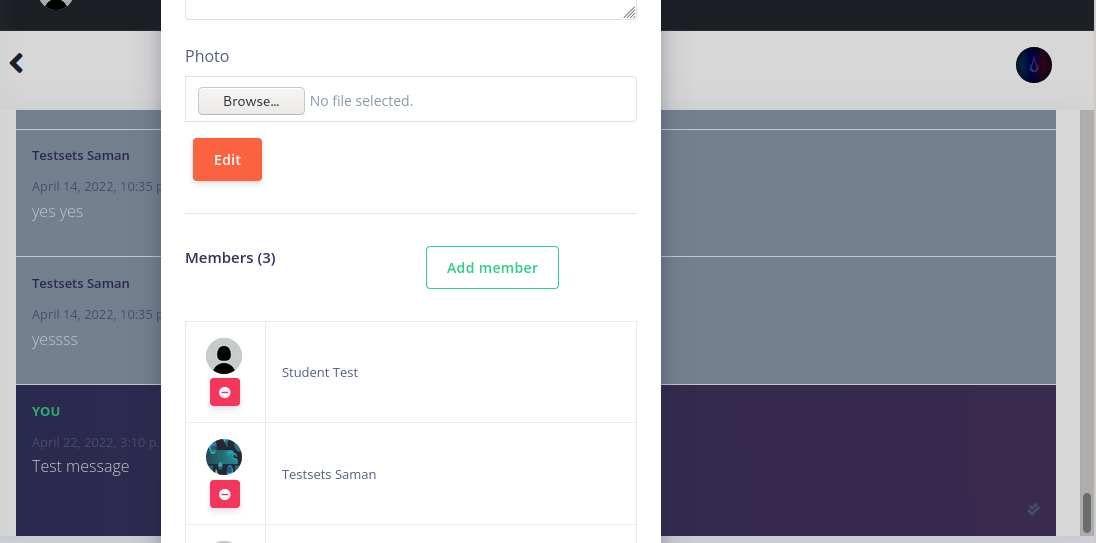 Photo
Browse... No file selected.
Edit
Testsets Saman
April 14, 2022, 10:35 p
yes yes
Members (3)
Add member
Testsets Saman
April 14, 2022, 10:35 p
yessss
Student Test
YOU
April 22, 2022, 3:10 p.
Test message
Testsets Saman